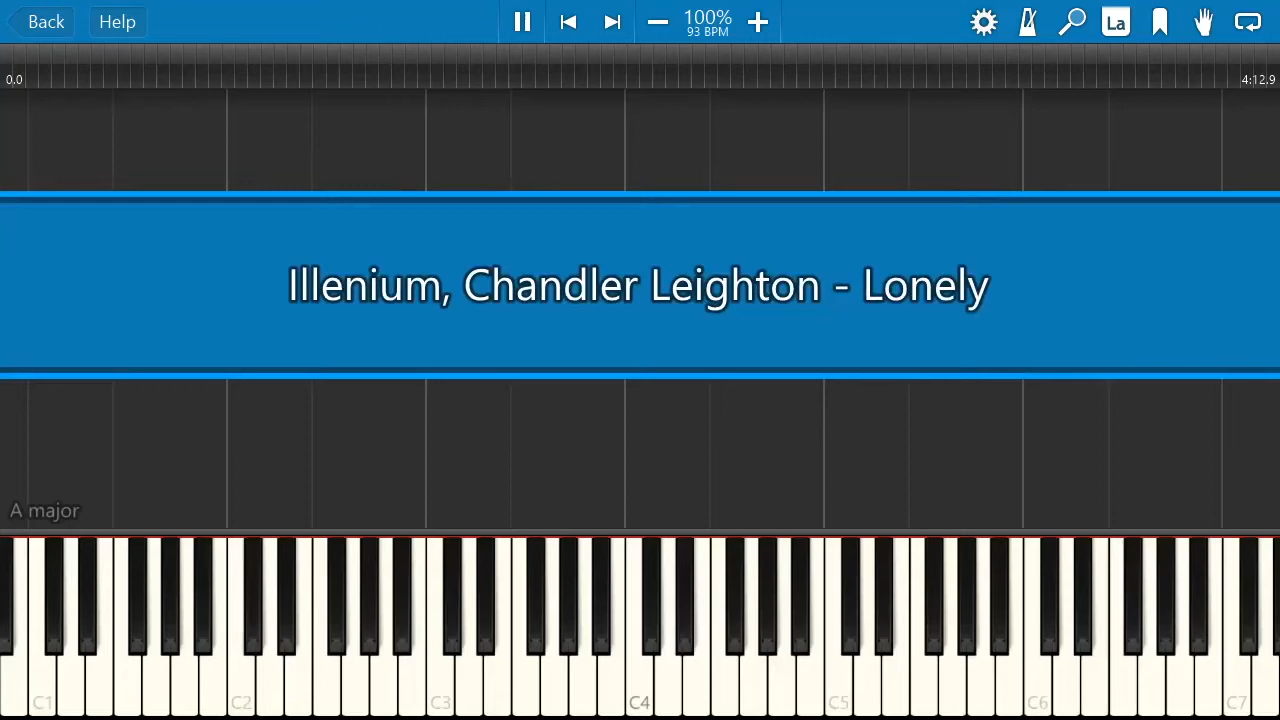 Back
Help
100%
93 BPM
La
0.0
4:12.9
Illenium, Chandler Leighton - Lonely
A major
C1
C2
C3
C4
C5
C6
C7